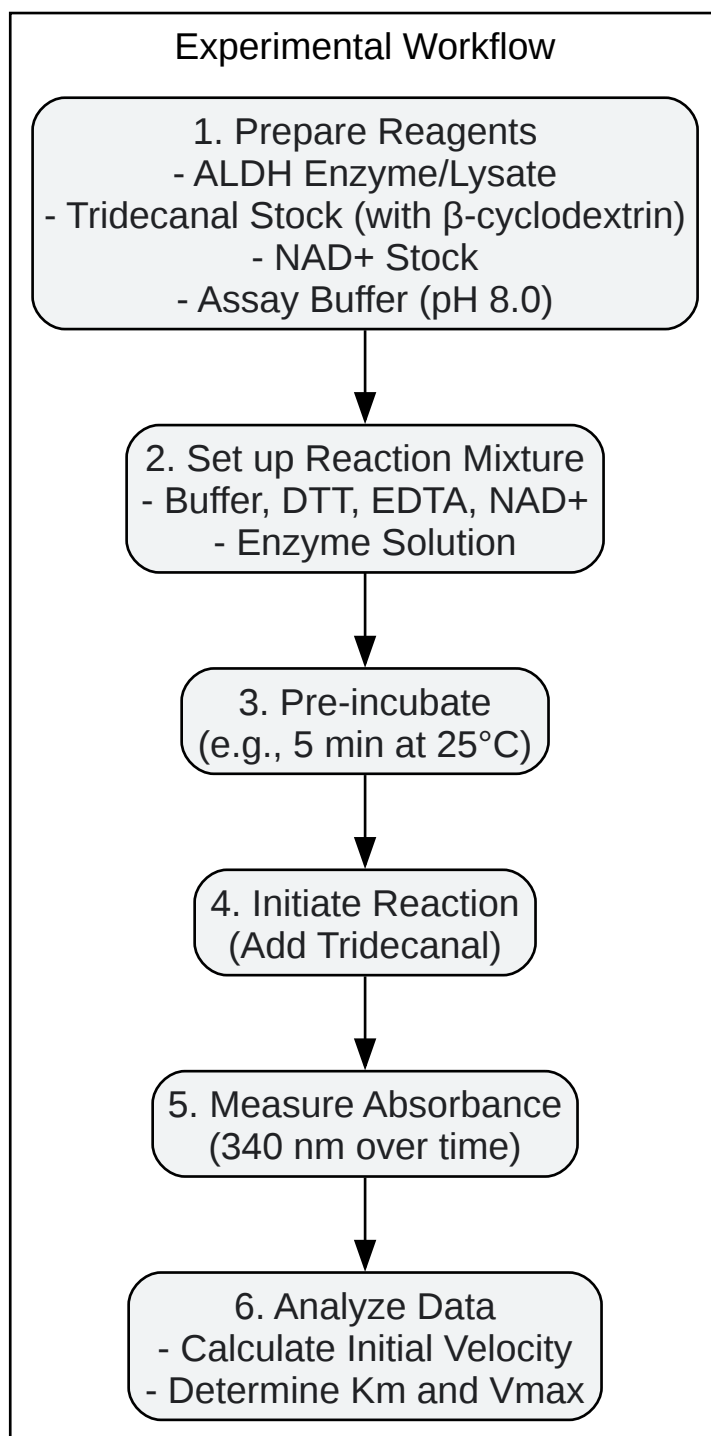 Experimental Workflow
1. Prepare Reagents
- ALDH Enzyme/Lysate
- Tridecanal Stock (with β-cyclodextrin)
- NAD+ Stock
- Assay Buffer (pH 8.0)
2. Set up Reaction Mixture
- Buffer, DTT, EDTA, NAD+
- Enzyme Solution
3. Pre-incubate
(e.g., 5 min at 25°C)
4. Initiate Reaction
(Add Tridecanal)
5. Measure Absorbance
(340 nm over time)
6. Analyze Data
- Calculate Initial Velocity
- Determine Km and Vmax